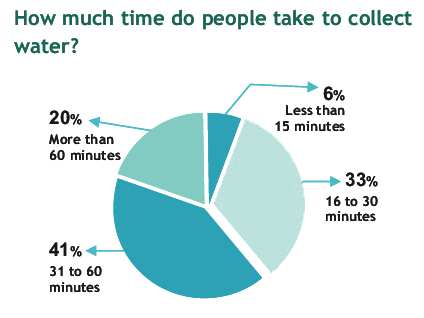 How much time do people take to collect
water?
6%
Less than
15 minutes
33%
16 to 30
minutes
41%
31 to 60
minutes
20%
More than
60 minutes